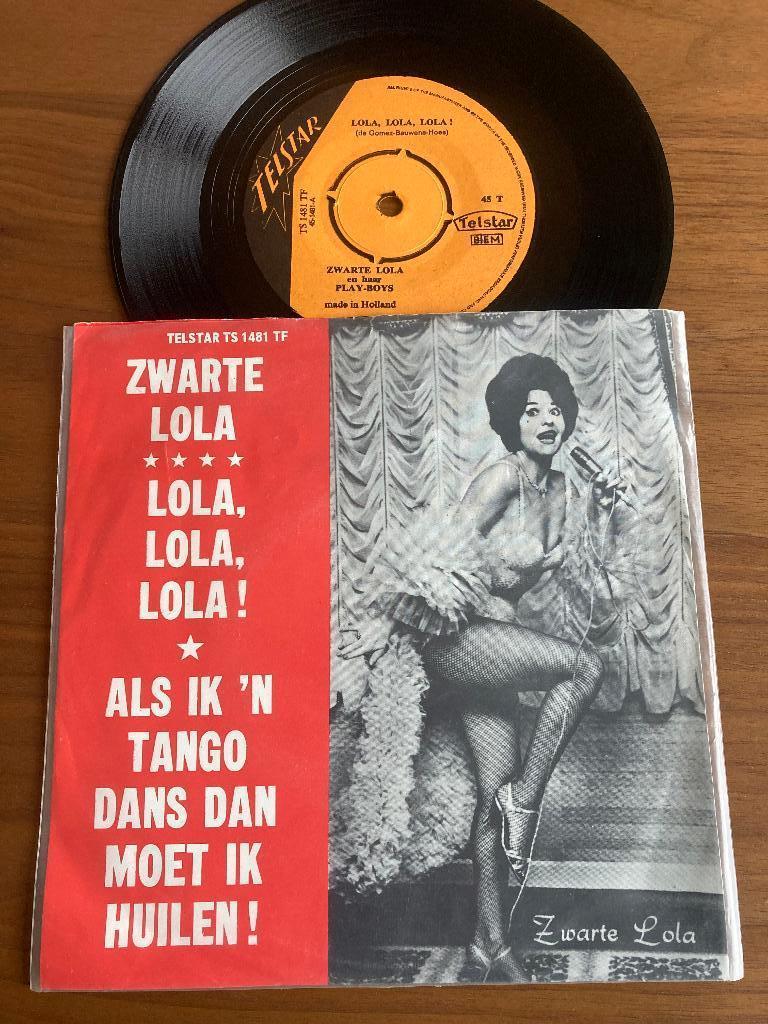 LOLA, LOLA, LOLA !
(de Gomez-Bauwens-Hoes)
TELSTAR
TS 1481 TF
45-1481-A
45 T
Telstar
BIEM
ZWARTE LOLA
en haar
PLAY-BOYS
made in Holland
TELSTAR TS 1481 TF
ZWARTE
LOLA
LOLA,
LOLA,
LOLA !
ALS IK 'N
TANGO
DANS DAN
MOET IK
HUILEN !
Zwarte Lola